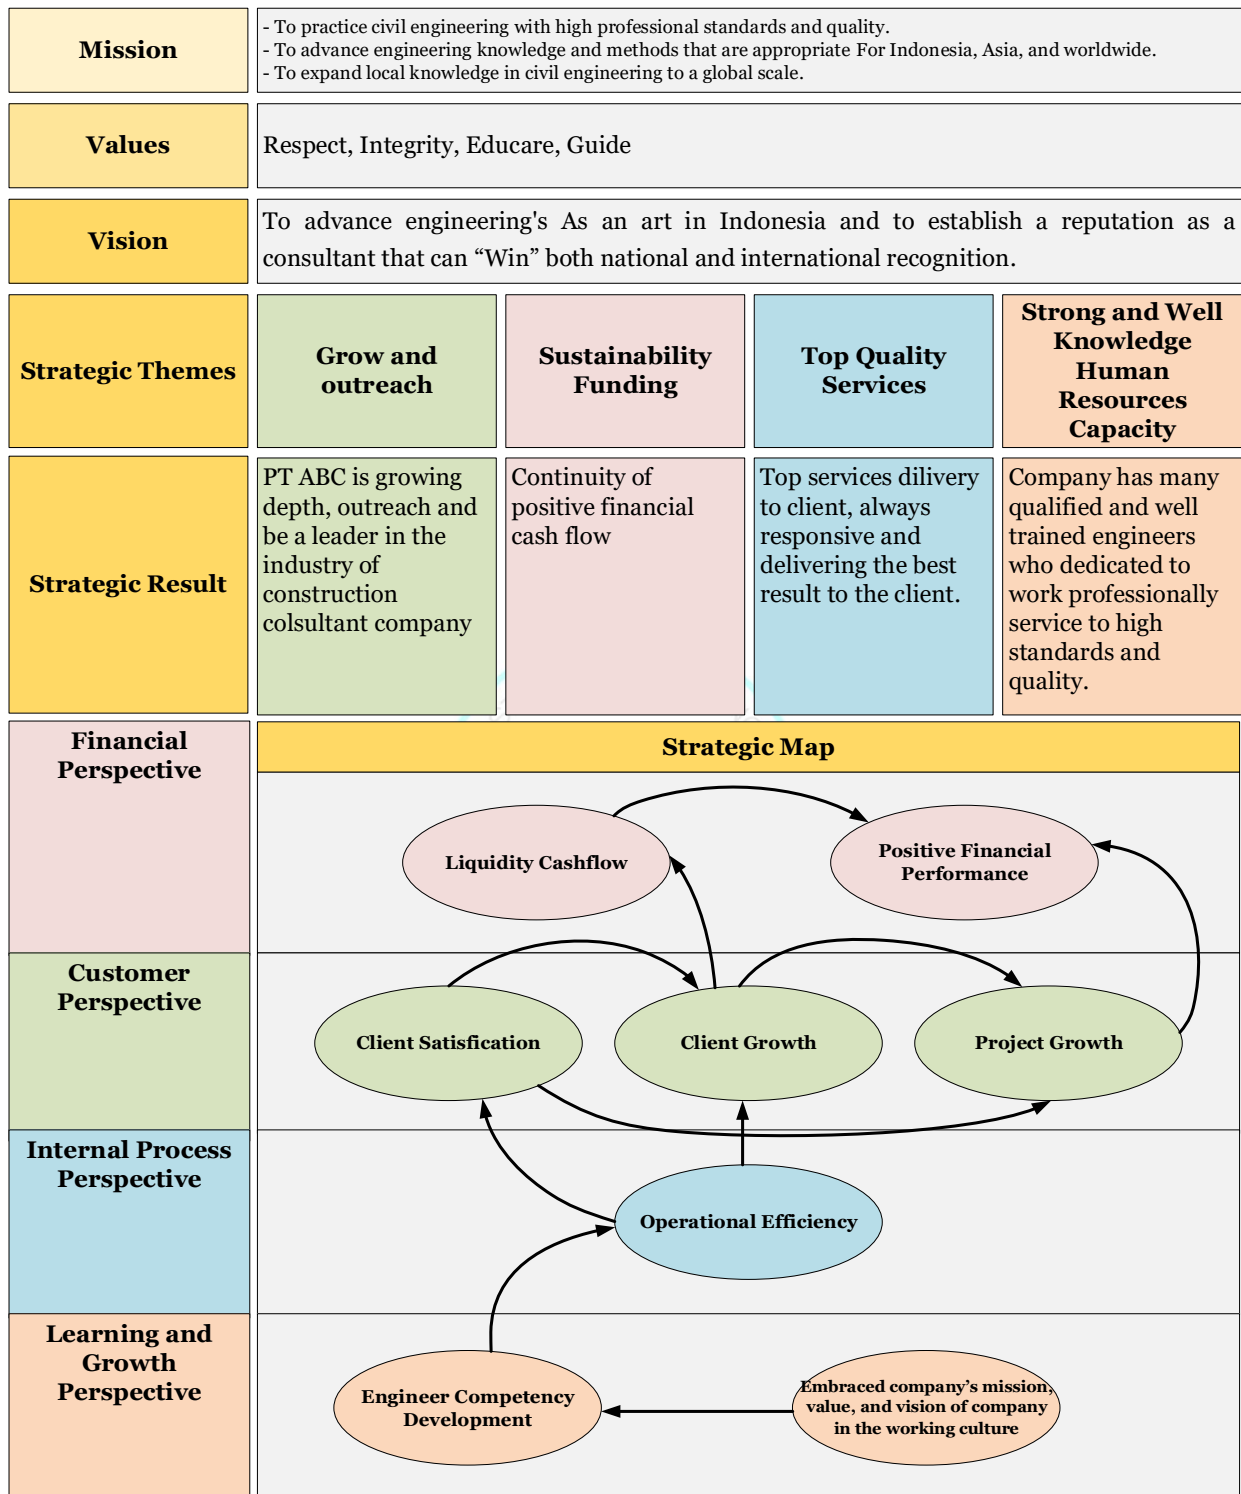 Mission
- To practice civil engineering with high professional standards and quality.
- To advance engineering knowledge and methods that are appropriate For Indonesia, Asia, and worldwide.
- To expand local knowledge in civil engineering to a global scale.
Values
Respect, Integrity, Educare, Guide
Vision
To advance engineering's As an art in Indonesia and to establish a reputation as a
consultant that can “Win” both national and international recognition.
Strategic Themes
Grow and
outreach
Sustainability
Funding
Top Quality
Services
Strong and Well
Knowledge
Human
Resources
Capacity
Strategic Result
PT ABC is growing
depth, outreach and
be a leader in the
industry of
construction
colsultant company
Continuity of
positive financial
cash flow
Top services dilivery
to client, always
responsive and
delivering the best
result to the client.
Company has many
qualified and well
trained engineers
who dedicated to
work professionally
service to high
standards and
quality.
Financial
Perspective
Strategic Map
Liquidity Cashflow
Positive Financial
Performance
Customer
Perspective
Client Satisfication
Client Growth
Project Growth
Internal Process
Perspective
Operational Efficiency
Learning and
Growth
Perspective
Engineer Competency
Development
Embraced company’s mission,
value, and vision of company
in the working culture